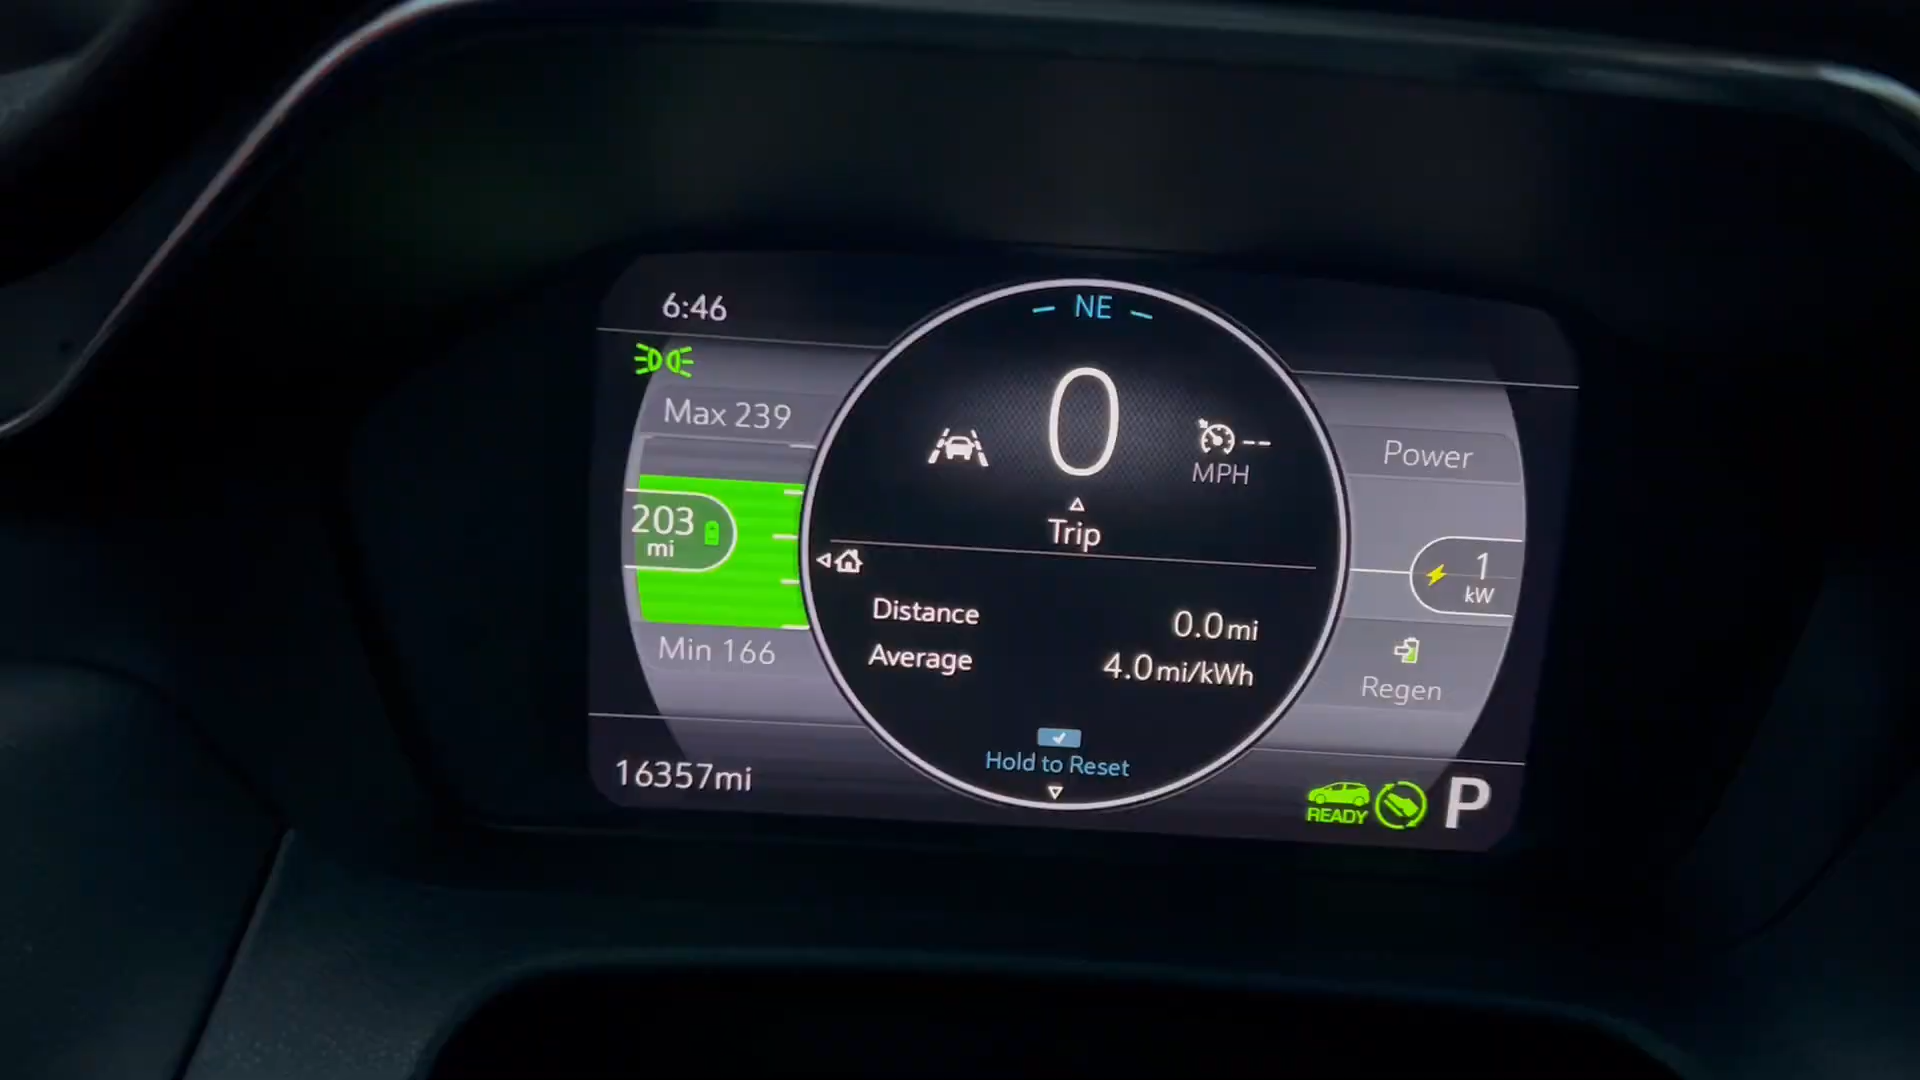 6:46
NE
Max 239
0
--
MPH
Power
203
mi
Trip
1
kW
Distance 0.0mi
Average 4.0mi/kWh
Min 166
Regen
Hold to Reset
16357mi
READY
P